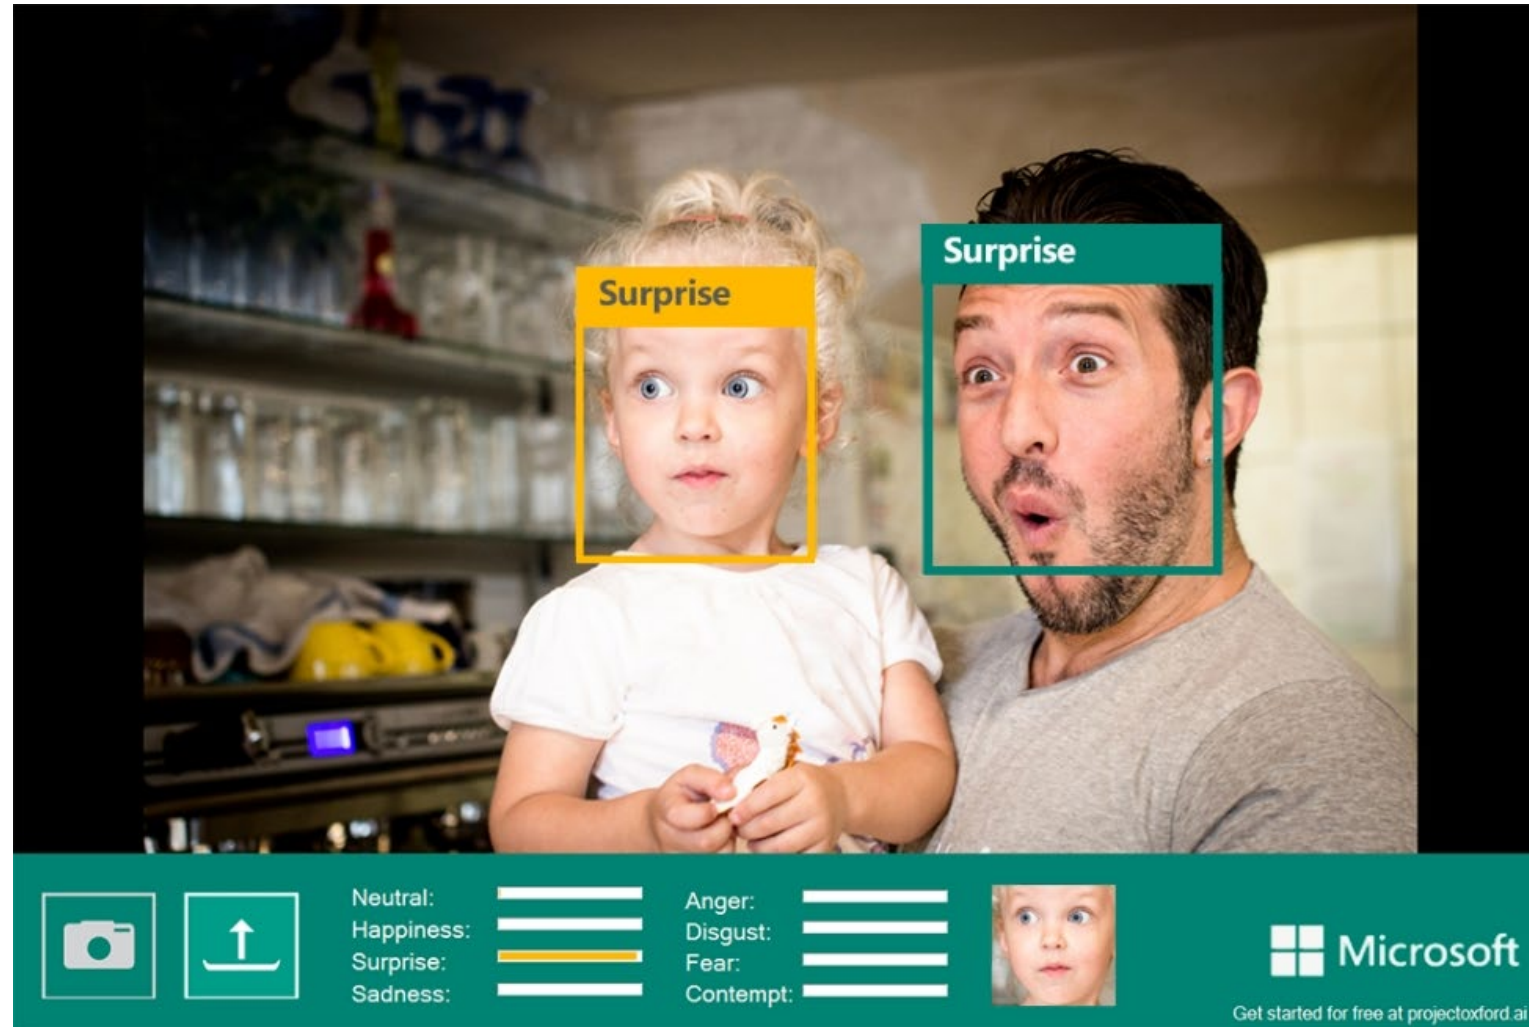 Surprise
Surprise
Neutral:
Happiness:
Surprise:
Sadness:
Anger:
Disgust:
Fear:
Contempt:
Microsoft
Get started for free at projectoxford.ai